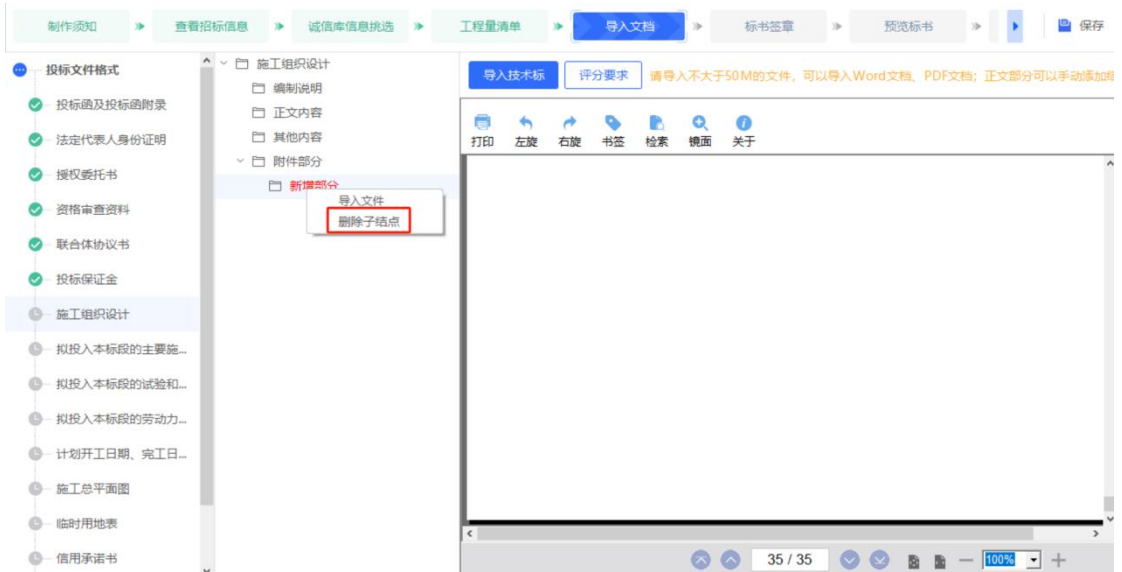 制作须知
查看招标信息
诚信库信息挑选
工程量清单
导入文档
标书签章
预览标书
保存
投标文件格式
投标函及投标函附录
法定代表人身份证明
授权委托书
资格审查资料
联合体协议书
投标保证金
施工组织设计
拟投入本标段的主要施...
拟投入本标段的试验和...
拟投入本标段的劳动力...
计划开工日期、完工日...
施工总平面图
临时用地表
信用承诺书
施工组织设计
编制说明
正文内容
其他内容
附件部分
新增部分
导入文件
删除子结点
导入技术标
评分要求
请导入不大于50M的文件，可以导入Word文档、PDF文档；正文部分可以手动添加
打印
左旋
右旋
书签
检索
镜面
关于
35 / 35
100%